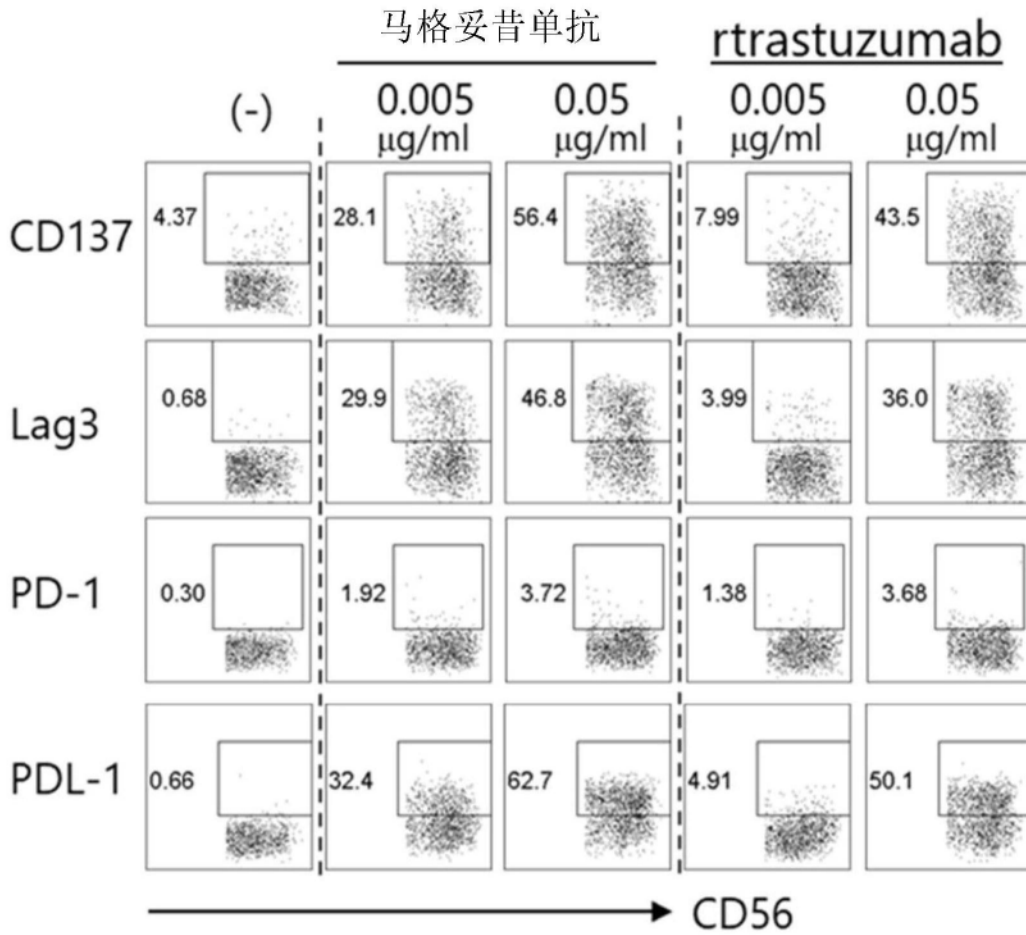 马格妥昔单抗 rtrastuzumab
(-) 0.005 μg/ml 0.05 μg/ml 0.005 μg/ml 0.05 μg/ml
CD137 4.37 28.1 56.4 7.99 43.5
Lag3 0.68 29.9 46.8 3.99 36.0
PD-1 0.30 1.92 3.72 1.38 3.68
PDL-1 0.66 32.4 62.7 4.91 50.1
CD56